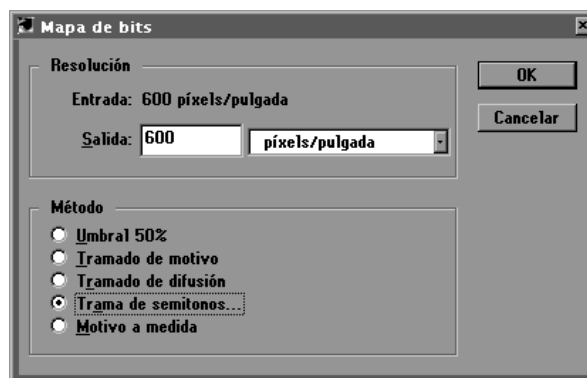 Mapa de bits
Resolución
Entrada: 600 píxels/pulgada
Salida: 600 píxels/pulgada
OK
Cancelar
Método
Umbral 50%
Tramado de motivo
Tramado de difusión
Trama de semitonos...
Motivo a medida